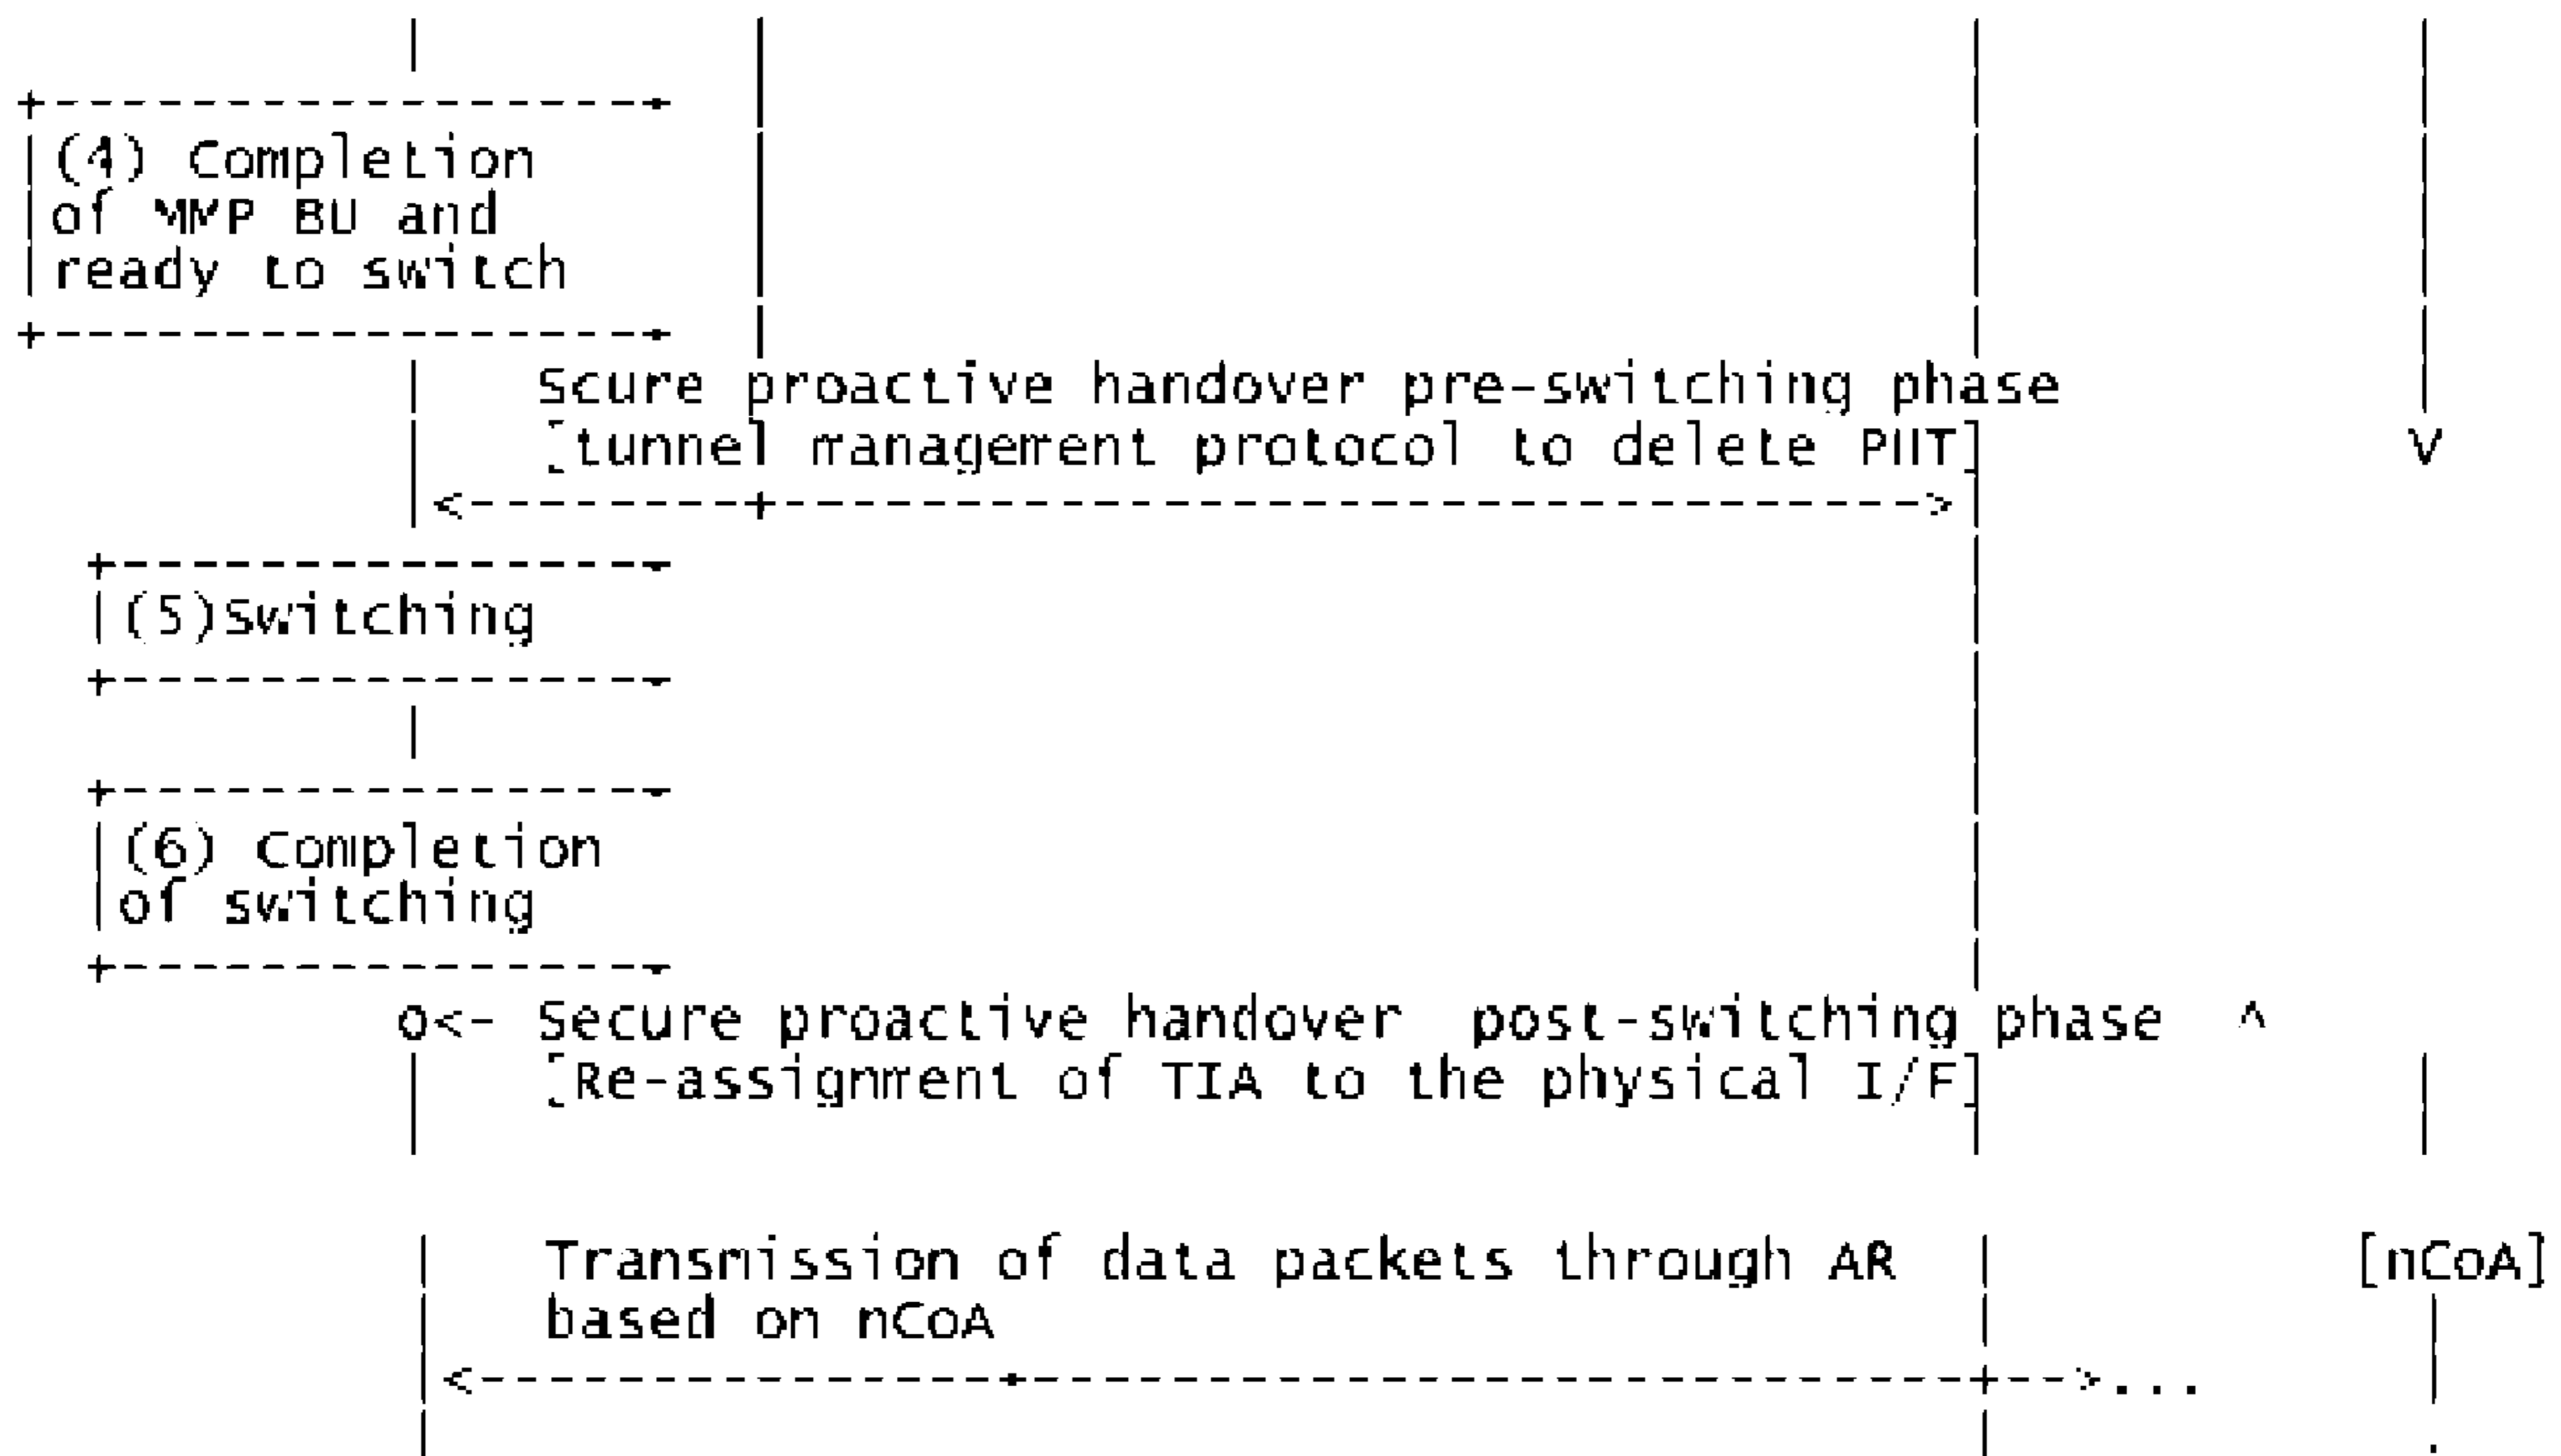 (4) Completion
of MMP BU and
ready to switch
Scure proactive handover pre-switching phase
[tunnel management protocol to delete PHT]
V
(5)Switching
(6) Completion
of switching
o<- Secure proactive handover post-switching phase ^
[Re-assignment of TIA to the physical I/F]
Transmission of data packets through AR [nCoA]
based on nCoA
...